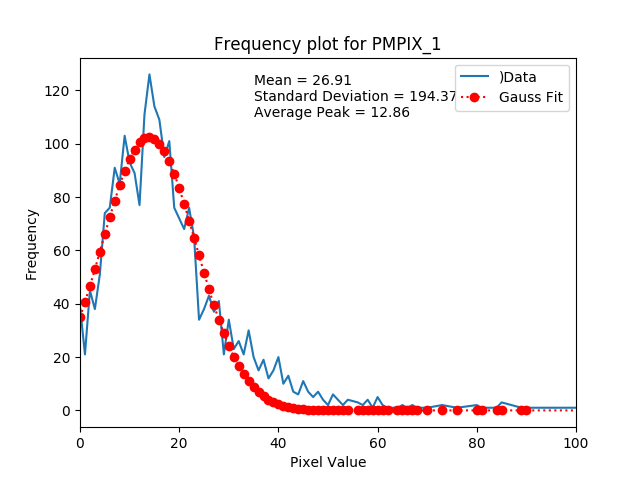 Frequency plot for PMPIX_1
Mean = 26.91
Standard Deviation = 194.37
Average Peak = 12.86
)Data
Gauss Fit
Frequency
120
100
80
60
40
20
0
0 20 40 60 80 100
Pixel Value